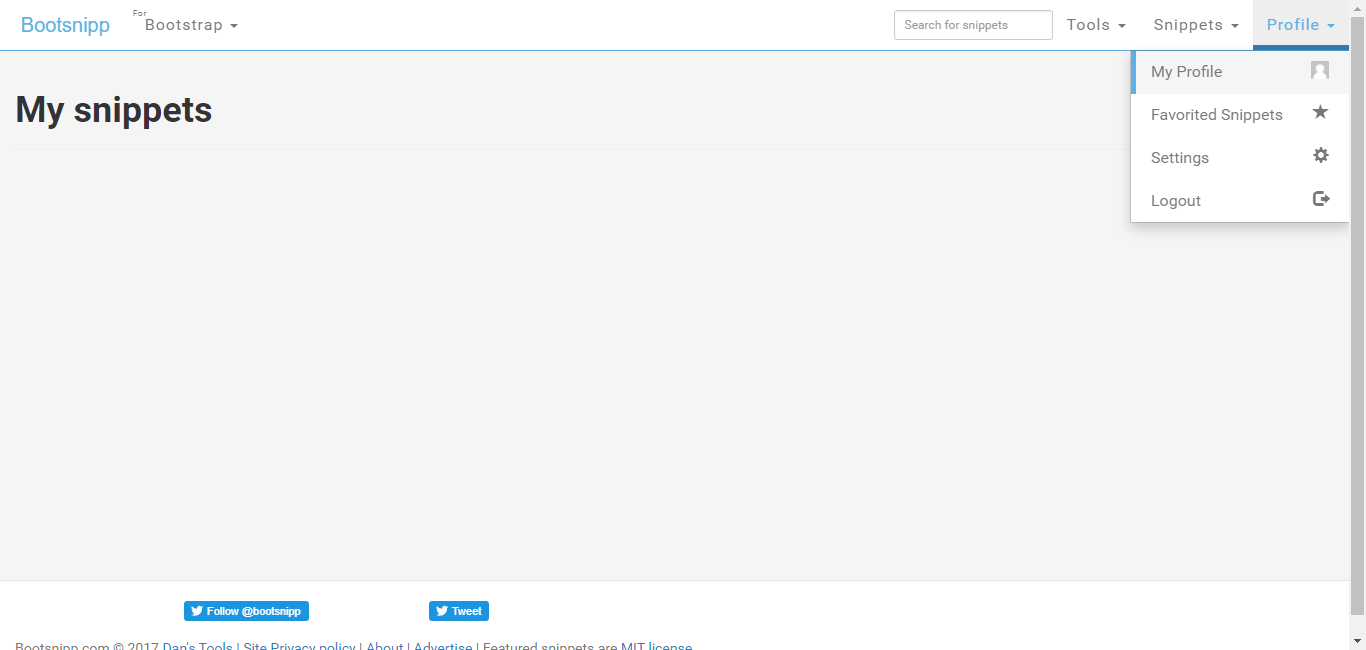 Bootsnipp For Bootstrap Search for snippets Tools Snippets Profile
My Profile
My snippets
Favorited Snippets
Settings
Logout
Follow @bootsnipp Tweet
Bootsnipp.com © 2017 Dan's Tools | Site Privacy policy | About | Advertise | Featured snippets are MIT license